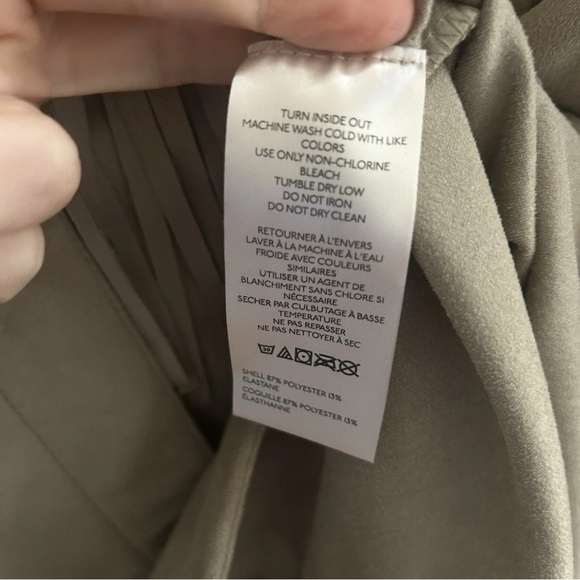 TURN INSIDE OUT
MACHINE WASH COLD WITH LIKE
COLORS
USE ONLY NON-CHLORINE
BLEACH
TUMBLE DRY LOW
DO NOT IRON
DO NOT DRY CLEAN
RETOURNER À L'ENVERS
LAVER À LA MACHINE À L'EAU
FROIDE AVEC COULEURS
SIMILAIRES
UTILISER UN AGENT DE
BLANCHIMENT SANS CHLORE SI
NÉCESSAIRE
SECHER PAR CULBUTAGE À BASSE
TEMPERATURE
NE PAS REPASSER
NE PAS NETTOYER À SEC
30
SHELL 87% POLYESTER 13%
ELASTANE
COQUILLE 87% POLYESTER 13%
ÉLASTHANNE